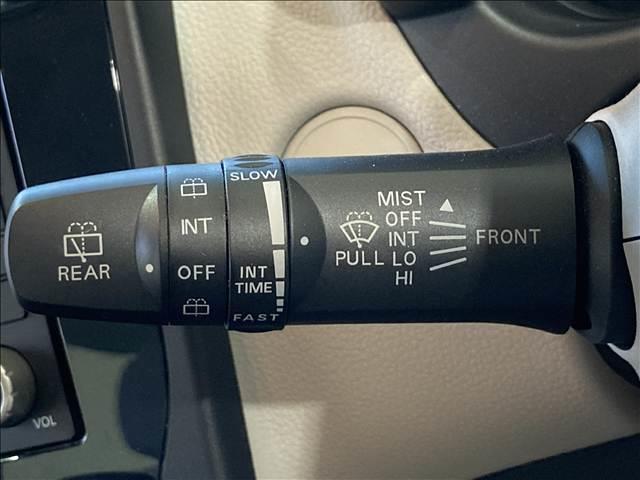 REAR
INT
OFF
SLOW
INT
TIME
FAST
MIST
OFF
INT
PULL LO
HI
FRONT
VOL